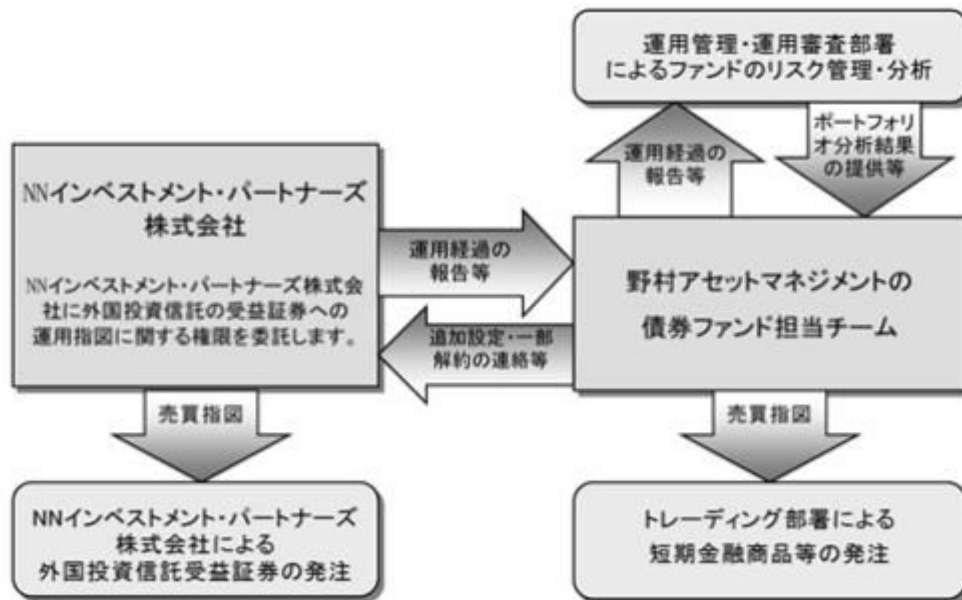 運用管理・運用審査部署
によるファンドのリスク管理・分析
運用経過の
報告等
ポートフォリ
オ分析結果
の提供等
NNインベストメント・パートナーズ
株式会社
NNインベストメント・パートナーズ株式会
社に外国投資信託の受益証券への
運用指図に関する権限を委託します。
運用経過の
報告等
追加設定・一部
解約の連絡等
野村アセットマネジメントの
債券ファンド担当チーム
売買指図
売買指図
NNインベストメント・パートナーズ
株式会社による
外国投資信託受益証券の発注
トレーディング部署による
短期金融商品等の発注